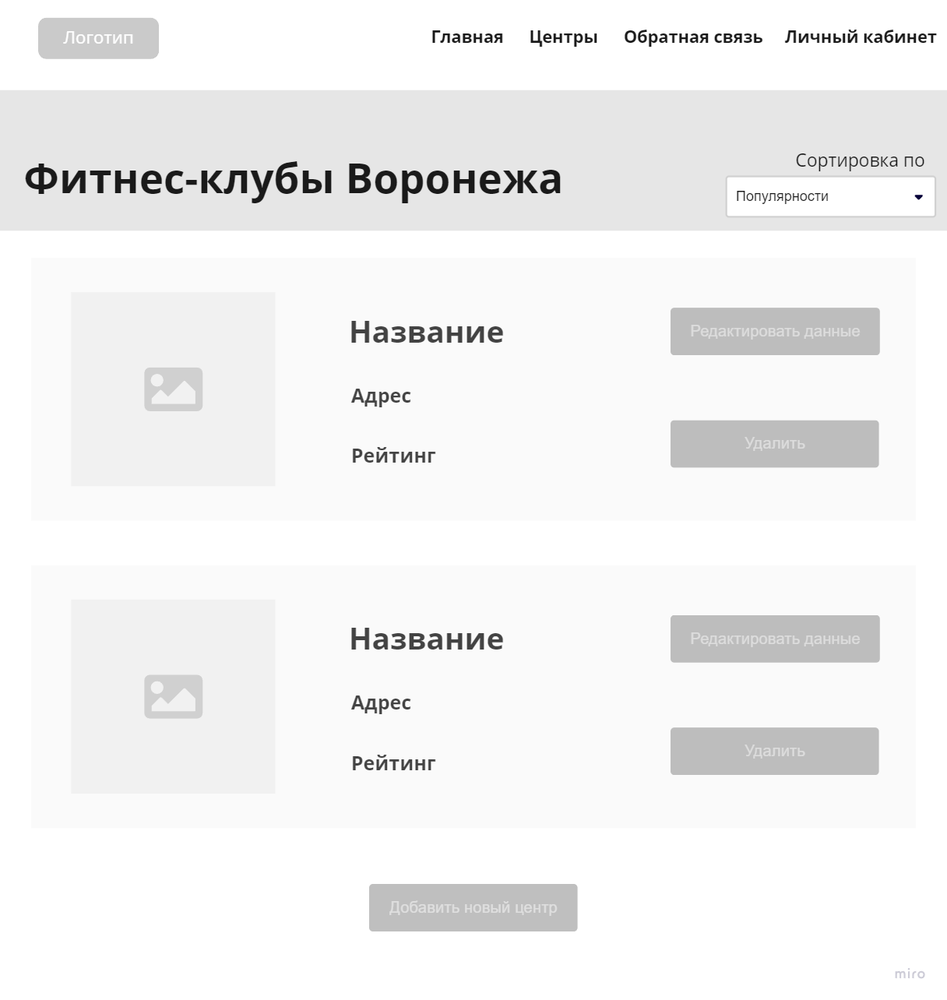 Логотип
Главная Центры Обратная связь Личный кабинет
Фитнес-клубы Воронежа
Сортировка по
Популярности
Название
Адрес
Рейтинг
Редактировать данные
Удалить
Название
Адрес
Рейтинг
Редактировать данные
Удалить
Добавить новый центр
miro